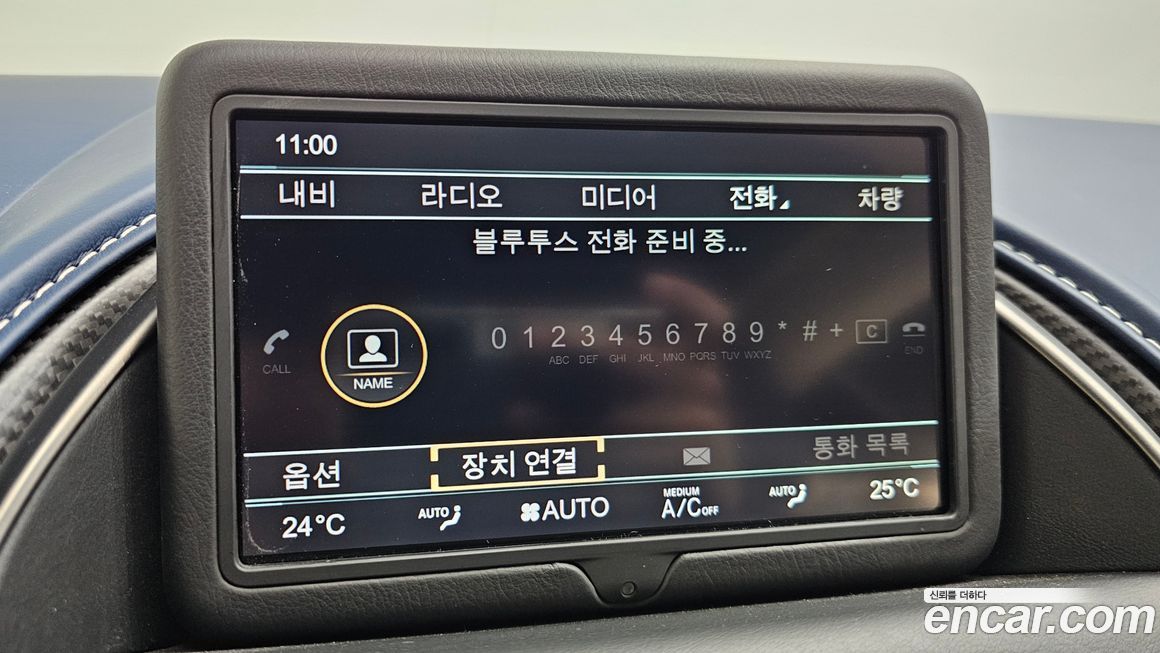 11:00
내비 라디오 미디어 전화 차량
블루투스 전화 준비 중...
CALL NAME 0 1 2 3 4 5 6 7 8 9 * # + C END
ABC DEF GHI JKL MNO PQRS TUV WXYZ
옵션 장치 연결 통화 목록
24°C AUTO AUTO MEDIUM A/C OFF AUTO 25°C
신뢰를 더하다
encar.com